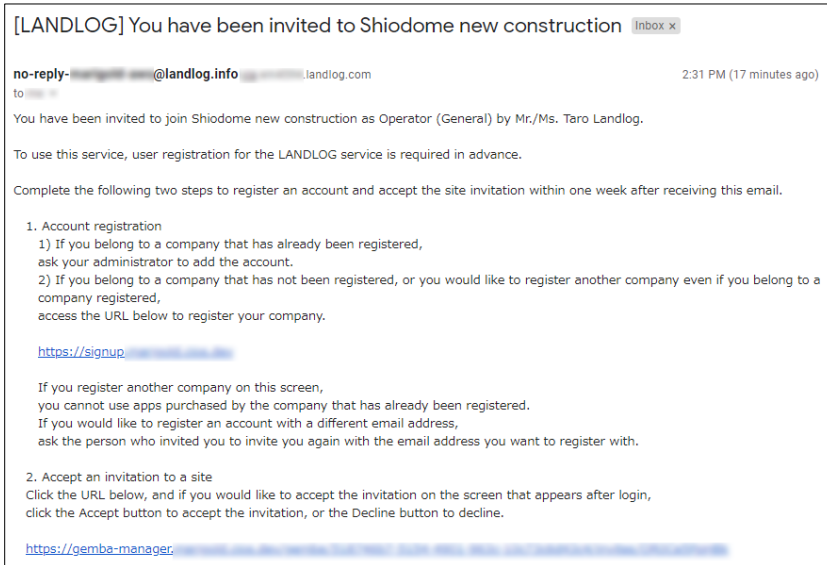 [LANDLOG] You have been invited to Shiodome new construction Inbox x
no-reply- @landlog.info .landlog.com 2:31 PM (17 minutes ago)
to
You have been invited to join Shiodome new construction as Operator (General) by Mr./Ms. Taro Landlog.
To use this service, user registration for the LANDLOG service is required in advance.
Complete the following two steps to register an account and accept the site invitation within one week after receiving this email.
1. Account registration
1) If you belong to a company that has already been registered,
ask your administrator to add the account.
2) If you belong to a company that has not been registered, or you would like to register another company even if you belong to a
company registered,
access the URL below to register your company.
https://signup.
If you register another company on this screen,
you cannot use apps purchased by the company that has already been registered.
If you would like to register an account with a different email address,
ask the person who invited you to invite you again with the email address you want to register with.
2. Accept an invitation to a site
Click the URL below, and if you would like to accept the invitation on the screen that appears after login,
click the Accept button to accept the invitation, or the Decline button to decline.
https://gemba-manager.